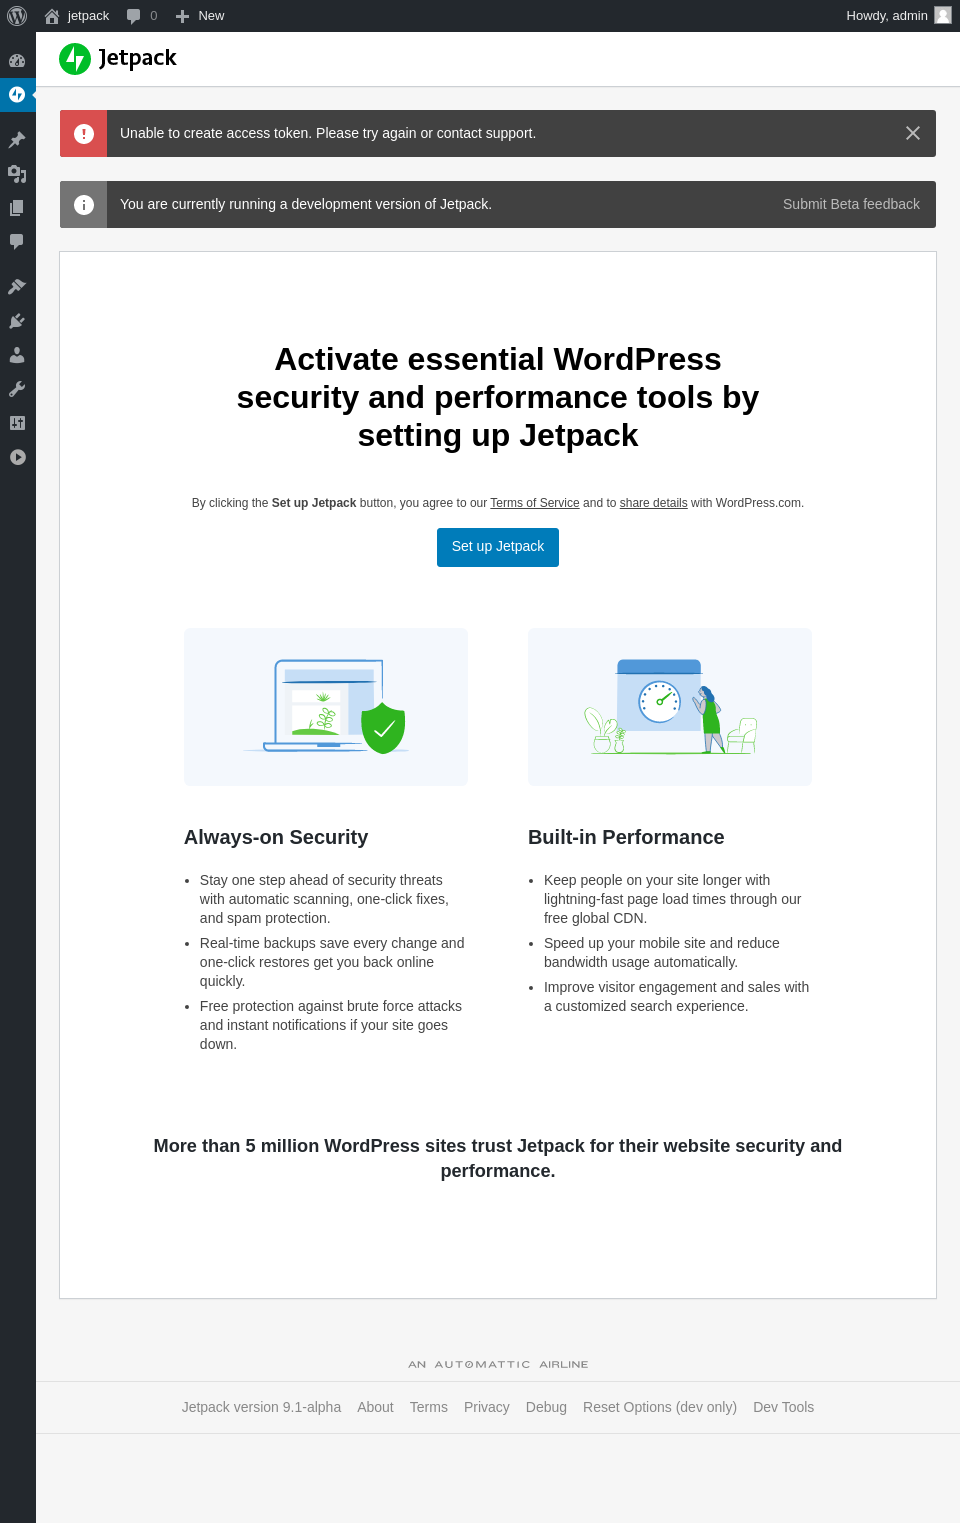 jetpack 0 New Howdy, admin
Jetpack
Unable to create access token. Please try again or contact support.
You are currently running a development version of Jetpack. Submit Beta feedback
Activate essential WordPress
security and performance tools by
setting up Jetpack
By clicking the Set up Jetpack button, you agree to our Terms of Service and to share details with WordPress.com.
Set up Jetpack
Always-on Security
• Stay one step ahead of security threats
with automatic scanning, one-click fixes,
and spam protection.
• Real-time backups save every change and
one-click restores get you back online
quickly.
• Free protection against brute force attacks
and instant notifications if your site goes
down.
Built-in Performance
• Keep people on your site longer with
lightning-fast page load times through our
free global CDN.
• Speed up your mobile site and reduce
bandwidth usage automatically.
• Improve visitor engagement and sales with
a customized search experience.
More than 5 million WordPress sites trust Jetpack for their website security and
performance.
AN AUTOMATTIC AIRLINE
Jetpack version 9.1-alpha About Terms Privacy Debug Reset Options (dev only) Dev Tools